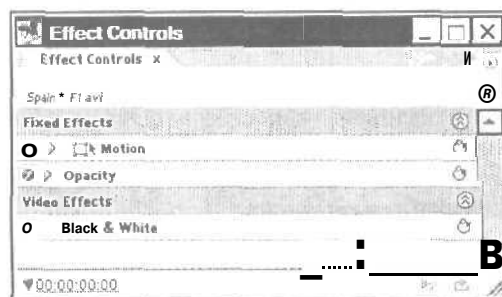 Effect Controls
Effect Controls x
И
Spain * F1.avi
®
Fixed Effects
O Motion
Opacity
Video Effects
O Black & White
B
00:00:00:00